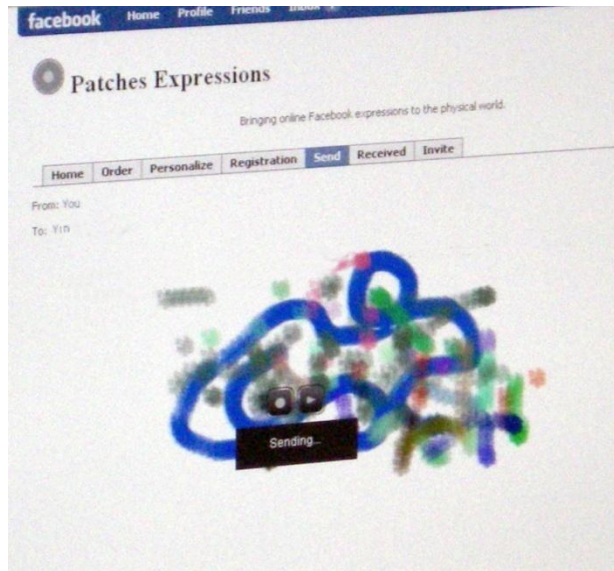 facebook Home Profile Friends Inbox
Patches Expressions
Bringing online Facebook expressions to the physical world.
Home Order Personalize Registration Send Received Invite
From: You
To: Yin
Sending...